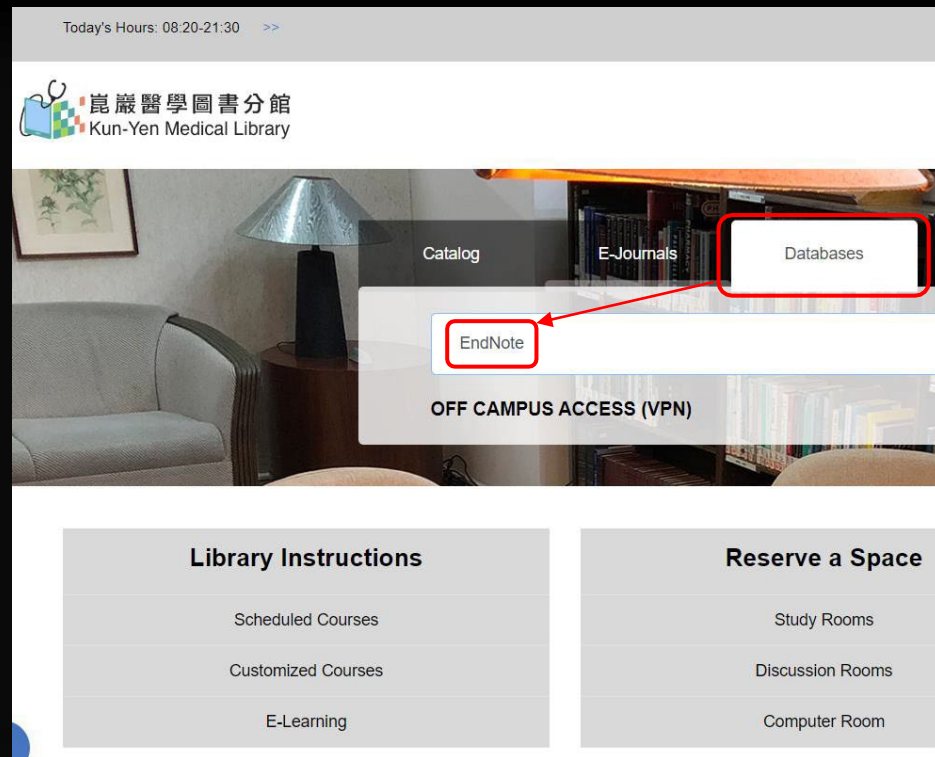 Today's Hours: 08:20-21:30 >>
崑巖醫學圖書分館
Kun-Yen Medical Library
Catalog
E-Journals
Databases
EndNote
OFF CAMPUS ACCESS (VPN)
Library Instructions
Scheduled Courses
Customized Courses
E-Learning
Reserve a Space
Study Rooms
Discussion Rooms
Computer Room